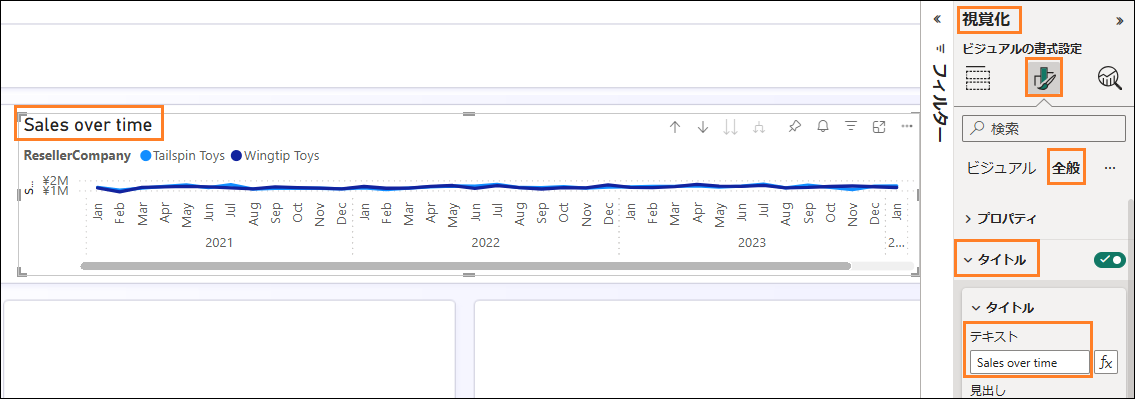 Sales over time
ResellerCompany Tailspin Toys Wingtip Toys
¥2M
¥1M
Jan Feb Mar Apr May Jun Jul Aug Sep Oct Nov Dec Jan Feb Mar Apr May Jun Jul Aug Sep Oct Nov Dec Jan Feb Mar Apr May Jun Jul Aug Sep Oct Nov Dec Jan
2021 2022 2023 2...
フィルター
視覚化
ビジュアルの書式設定
検索
ビジュアル 全般 ...
プロパティ
タイトル
タイトル
テキスト
Sales over time fx
見出し